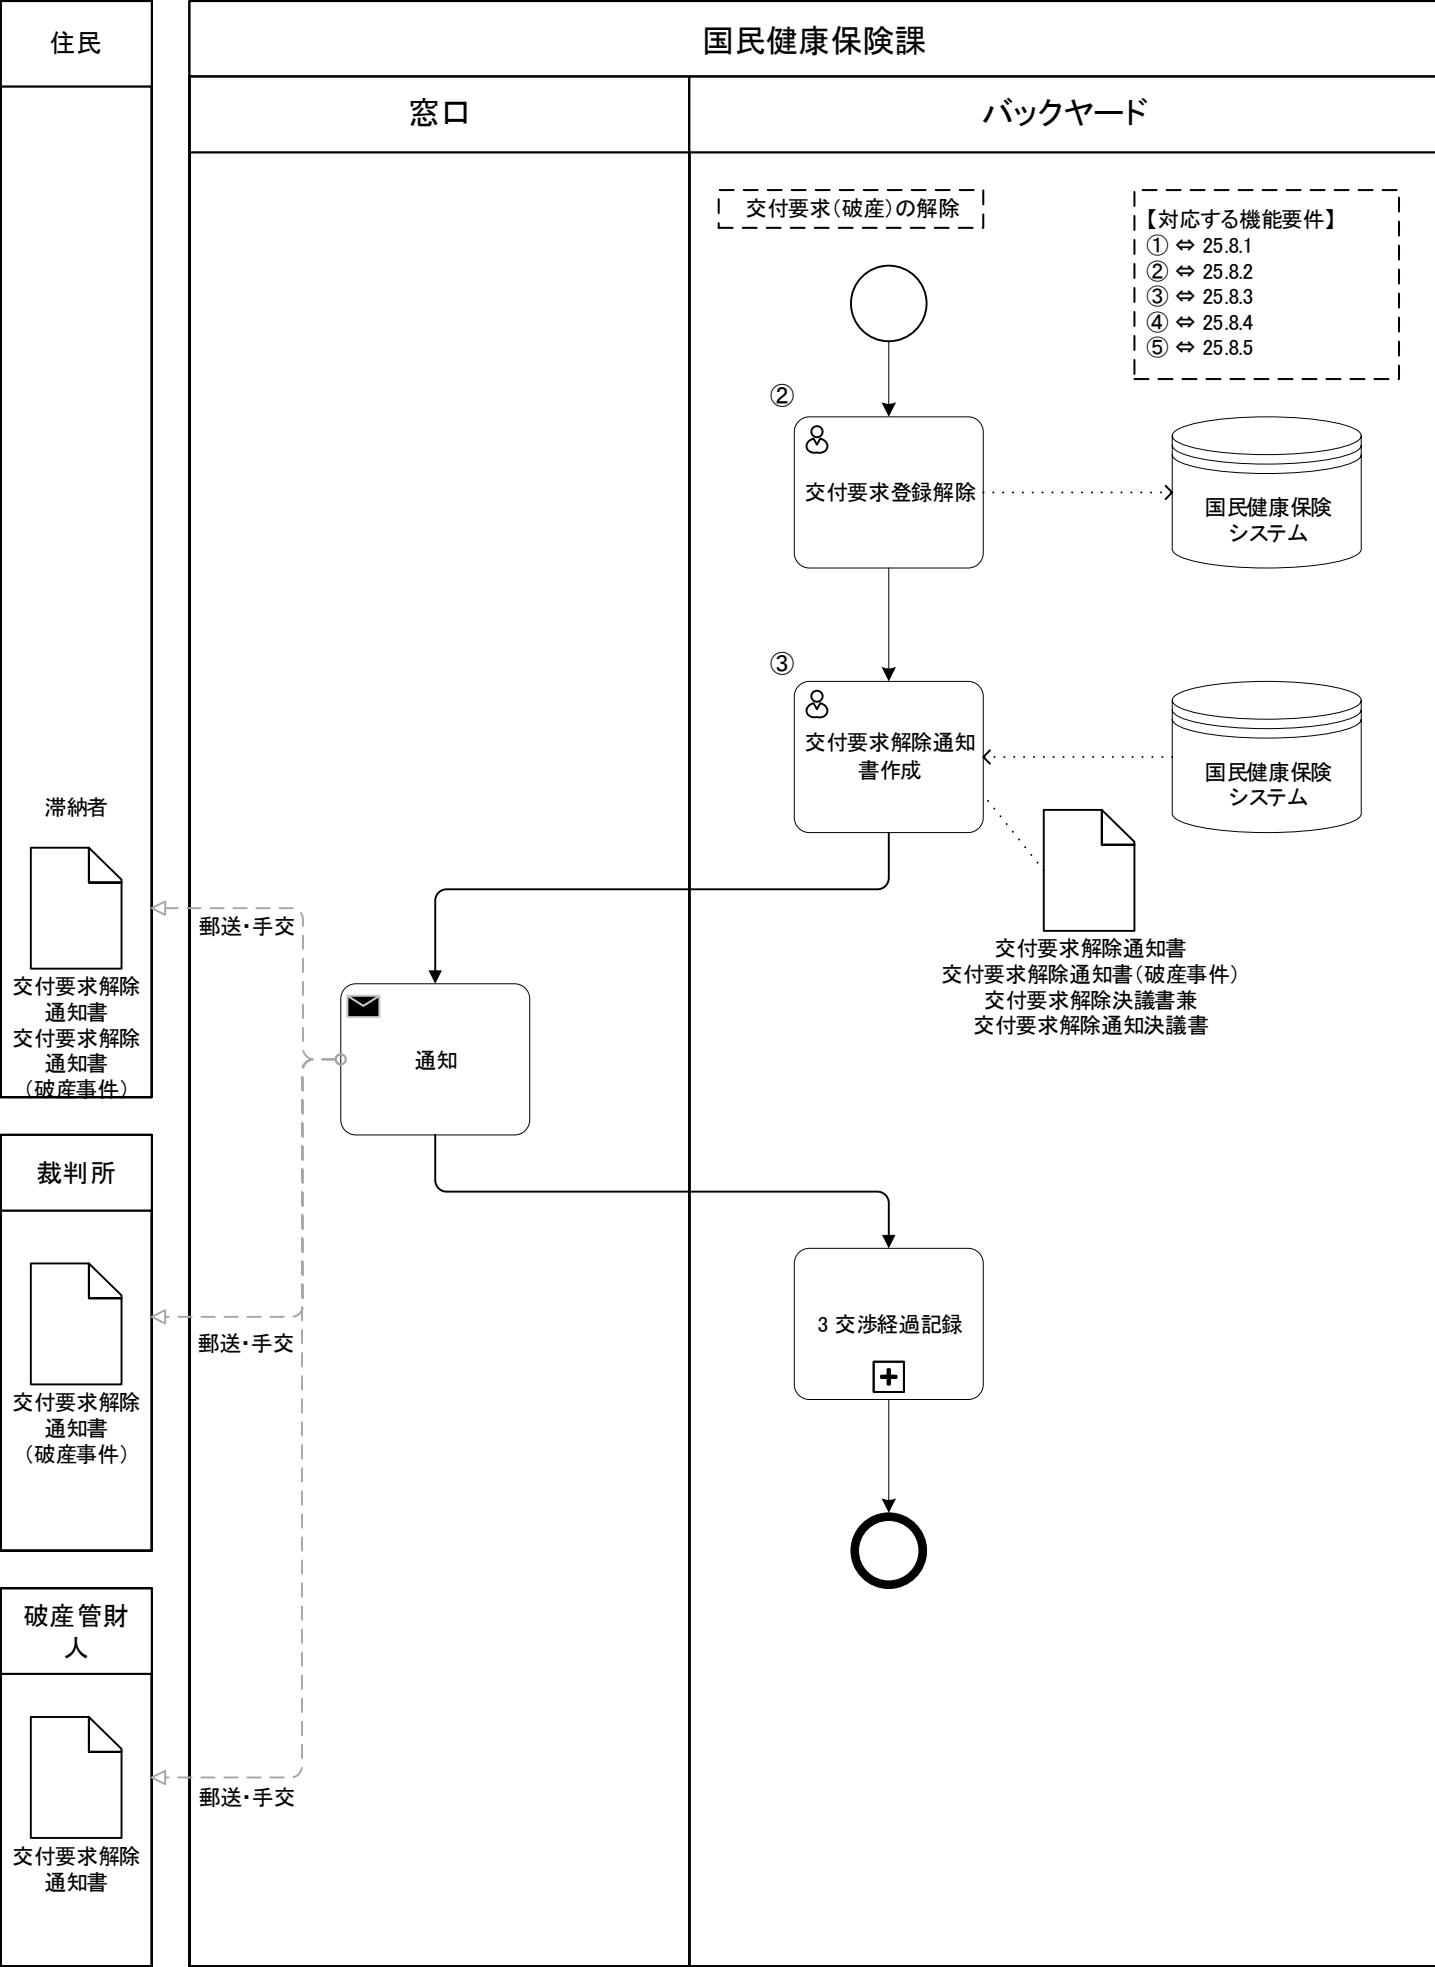 住民
国民健康保険課
窓口
バックヤード
交付要求（破産）の解除
【対応する機能要件】
① ⇔ 25.8.1
② ⇔ 25.8.2
③ ⇔ 25.8.3
④ ⇔ 25.8.4
⑤ ⇔ 25.8.5
②
交付要求登録解除
国民健康保険
システム
③
交付要求解除通知
書作成
国民健康保険
システム
交付要求解除通知書
交付要求解除通知書（破産事件）
交付要求解除決議書兼
交付要求解除通知決議書
滞納者
交付要求解除
通知書
交付要求解除
通知書
（破産事件）
郵送・手交
通知
裁判所
交付要求解除
通知書
（破産事件）
郵送・手交
3 交渉経過記録
破産管財
人
交付要求解除
通知書
郵送・手交